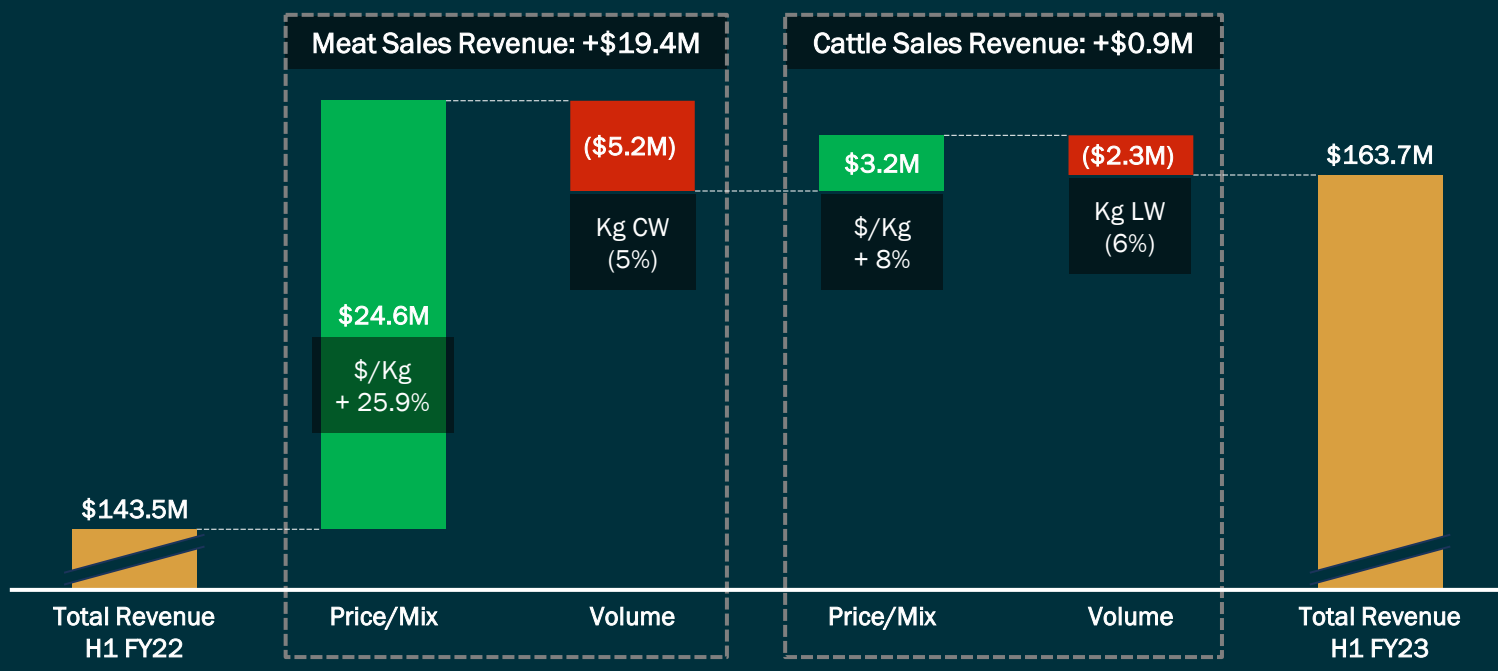 Meat Sales Revenue: +$19.4M
Cattle Sales Revenue: +$0.9M
($5.2M)
$3.2M
($2.3M)
$163.7M
Kg CW
(5%)
$/Kg
+ 8%
Kg LW
(6%)
$24.6M
$/Kg
+ 25.9%
$143.5M
Total Revenue
H1 FY22
Price/Mix
Volume
Price/Mix
Volume
Total Revenue
H1 FY23